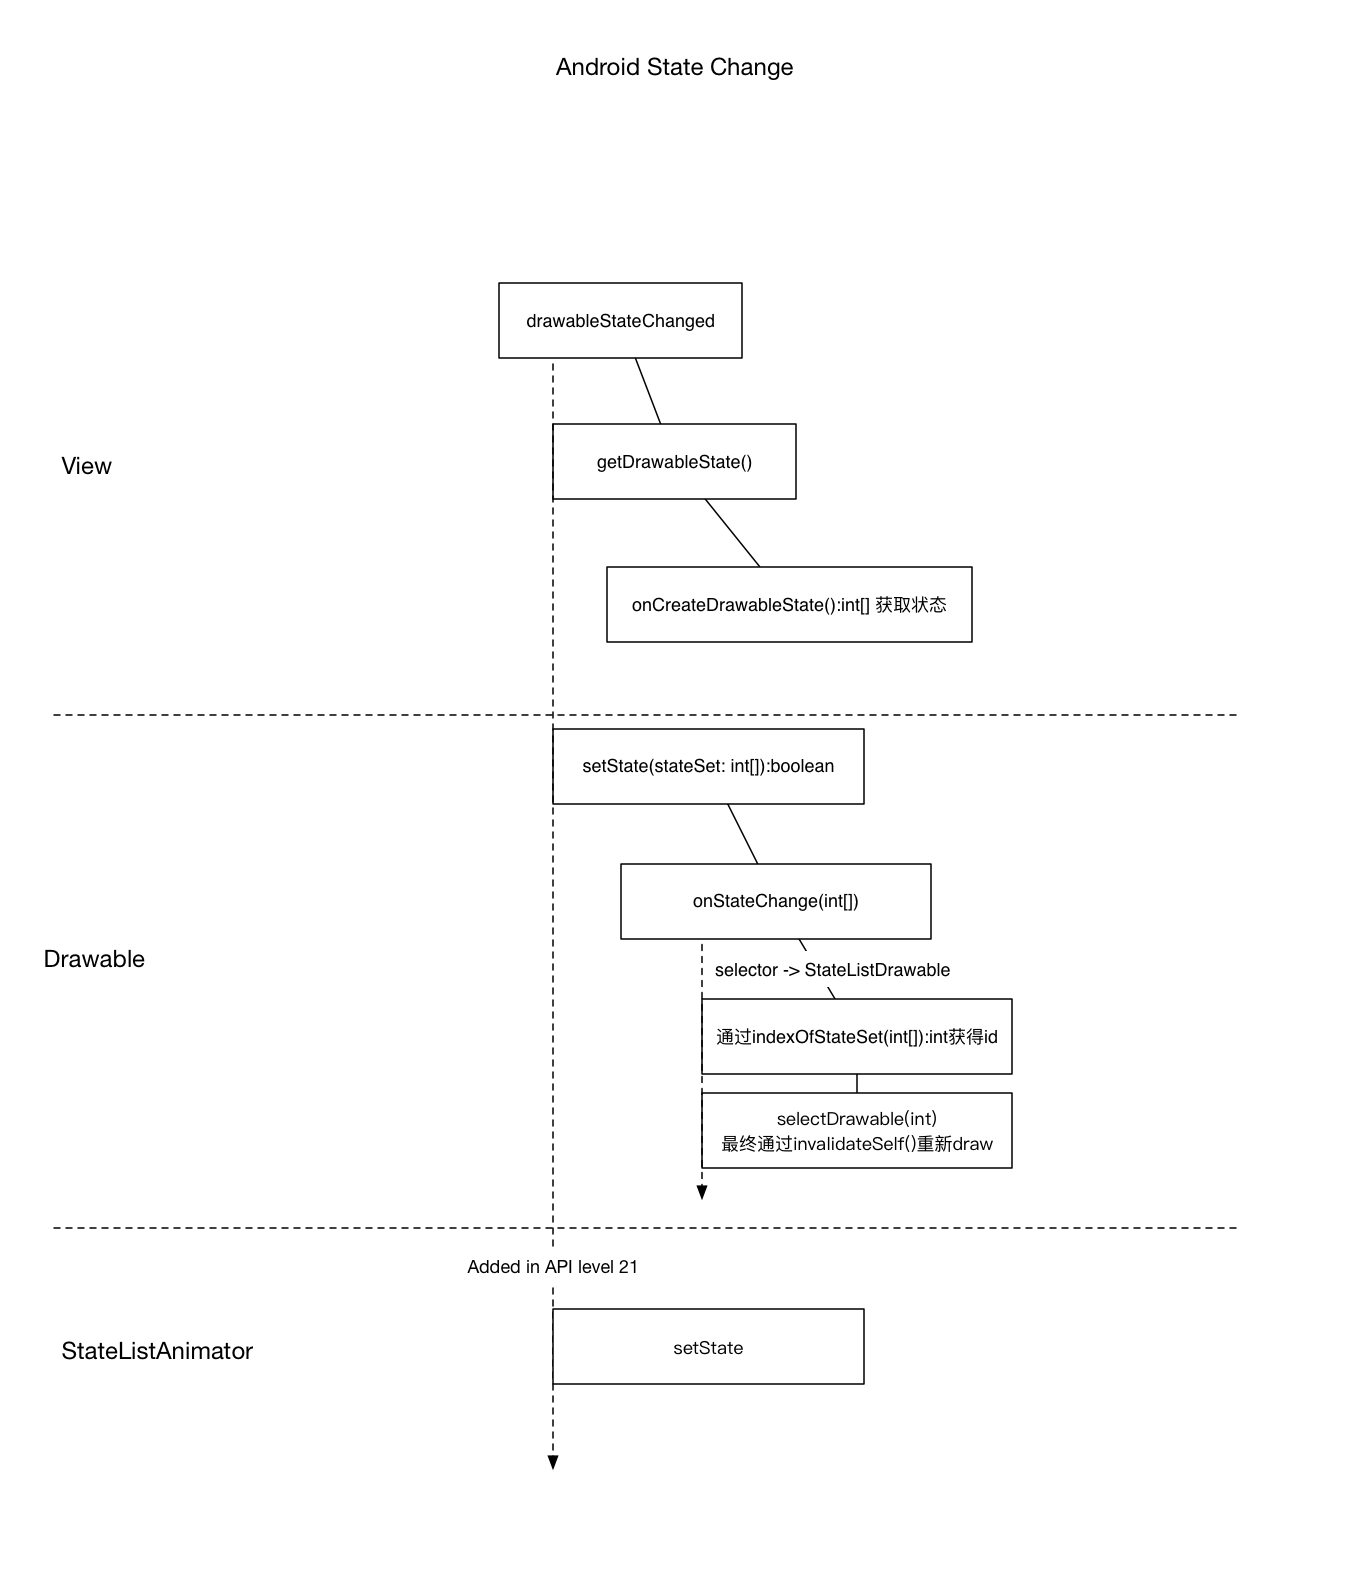 Android State Change
drawableStateChanged
View
getDrawableState()
onCreateDrawableState():int[] 获取状态
setState(stateSet: int[]):boolean
onStateChange(int[])
Drawable
selector -> StateListDrawable
通过indexOfStateSet(int[]):int获得id
selectDrawable(int)
最终通过invalidateSelf()重新draw
Added in API level 21
StateListAnimator
setState